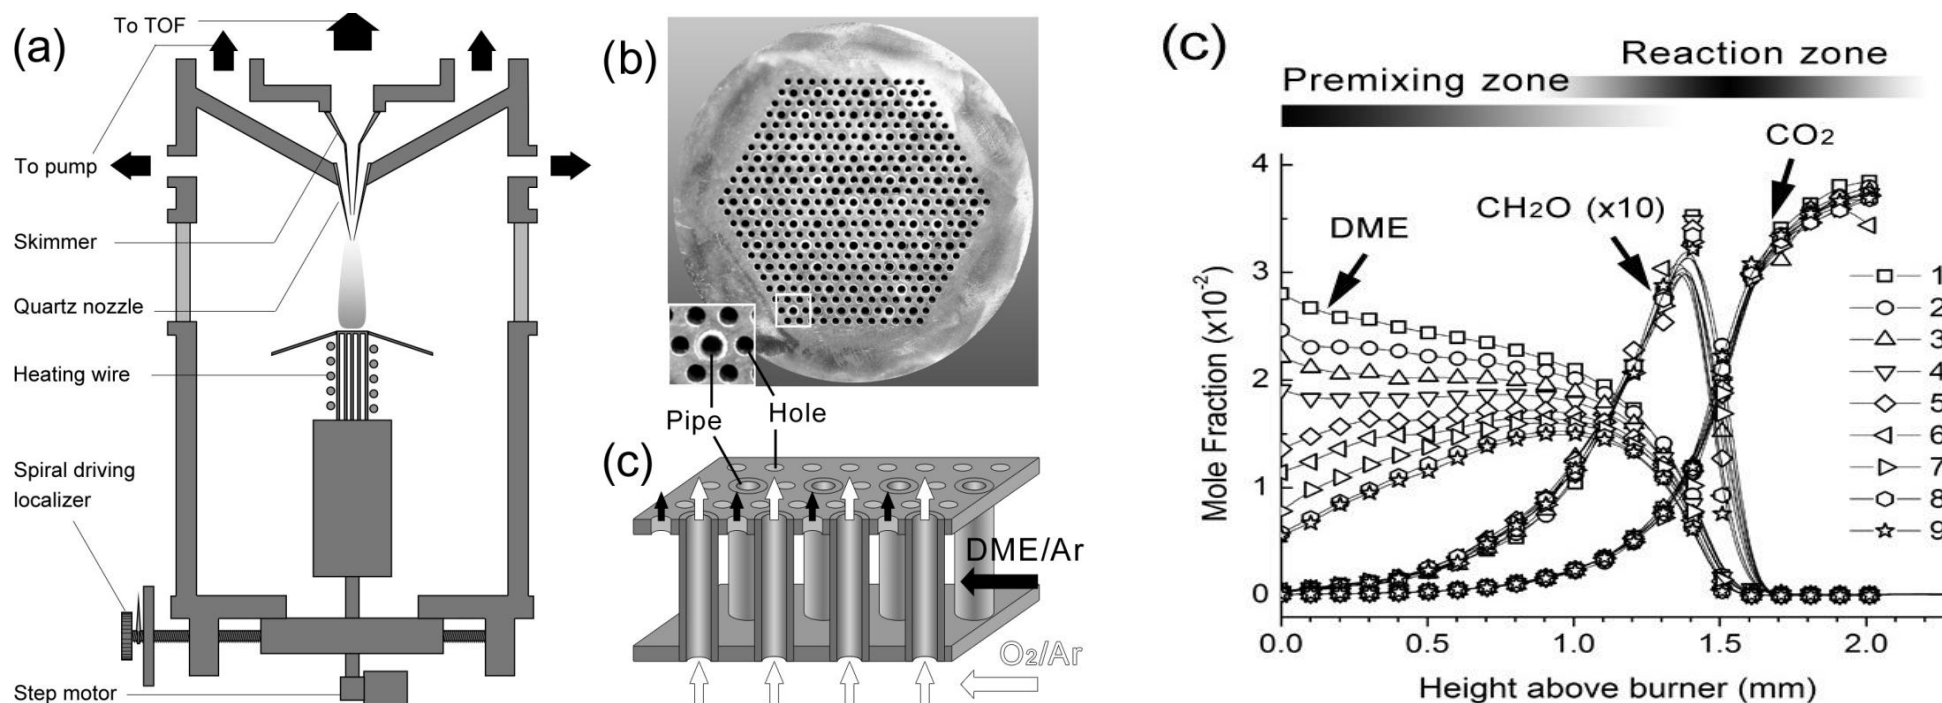 (a)
To TOF
To pump
Skimmer
Quartz nozzle
Heating wire
Spiral driving
localizer
Step motor
(b)
Pipe
Hole
(c)
DME/Ar
O2/Ar
(c)
Reaction zone
Premixing zone
CO2
CH2O (x10)
DME
Mole Fraction (x10⁻²)
4
3
2
1
0
0.0 0.5 1.0 1.5 2.0
Height above burner (mm)
1
2
3
4
5
6
7
8
9